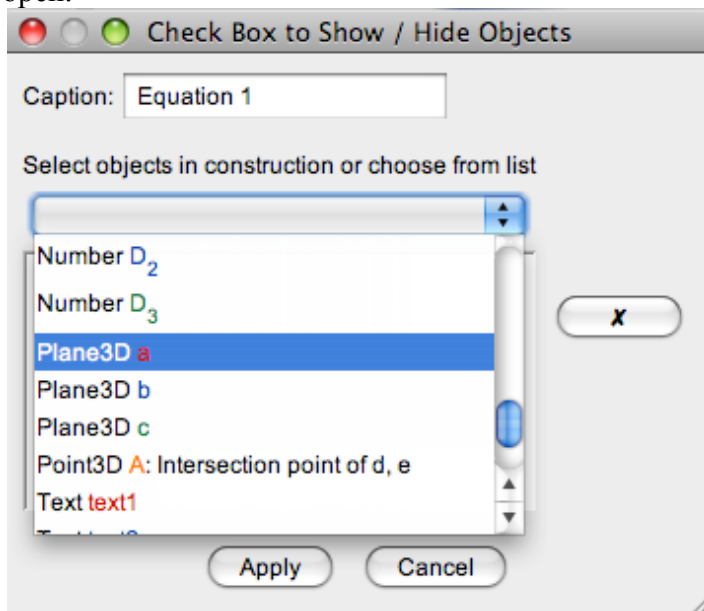 Check Box to Show / Hide Objects
Caption: Equation 1
Select objects in construction or choose from list
Number D₂
Number D₃
Plane3D a
Plane3D b
Plane3D c
Point3D A: Intersection point of d, e
Text text1
✗
Apply Cancel